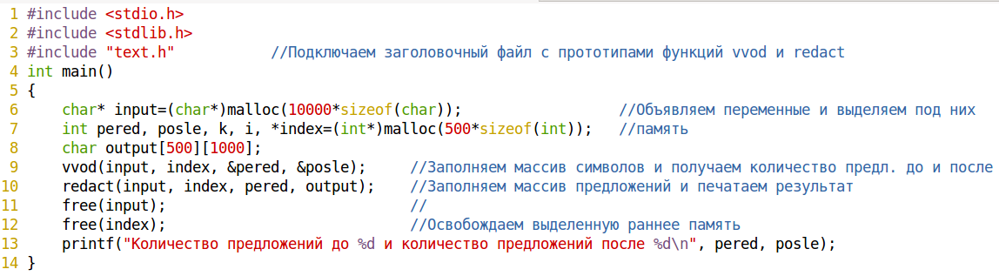 1 #include <stdio.h>
2 #include <stdlib.h>
3 #include "text.h"           //Подключаем заголовочный файл с прототипами функций vvod и redact
4 int main()
5 {
6     char* input=(char*)malloc(10000*sizeof(char));                  //Объявляем переменные и выделяем под них
7     int pered, posle, k, i, *index=(int*)malloc(500*sizeof(int));   //память
8     char output[500][1000];
9     vvod(input, index, &pered, &posle);     //Заполняем массив символов и получаем количество предл. до и после
10     redact(input, index, pered, output);    //Заполняем массив предложений и печатаем результат
11     free(input);                            //
12     free(index);                            //Освобождаем выделенную раннее память
13     printf("Количество предложений до %d и количество предложений после %d\n", pered, posle);
14 }